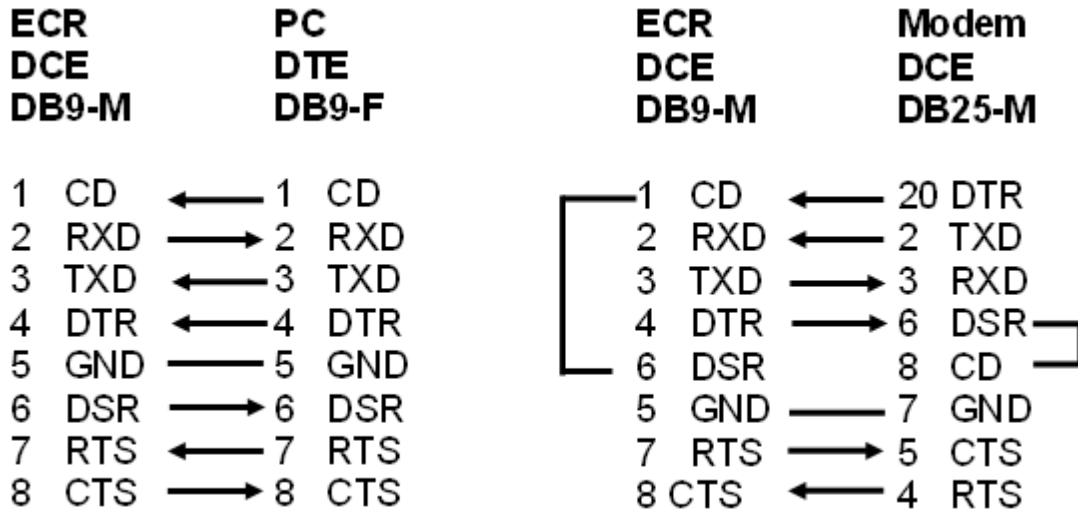 ECR PC
DCE DTE
DB9-M DB9-F
1 CD 1 CD
2 RXD 2 RXD
3 TXD 3 TXD
4 DTR 4 DTR
5 GND 5 GND
6 DSR 6 DSR
7 RTS 7 RTS
8 CTS 8 CTS
ECR Modem
DCE DCE
DB9-M DB25-M
1 CD 20 DTR
2 RXD 2 TXD
3 TXD 3 RXD
4 DTR 6 DSR
6 DSR 8 CD
5 GND 7 GND
7 RTS 5 CTS
8 CTS 4 RTS